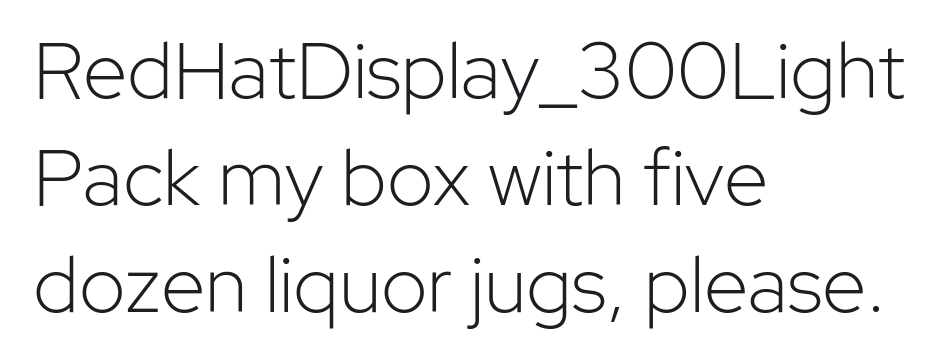 RedHatDisplay_300Light
Pack my box with five
dozen liquor jugs, please.